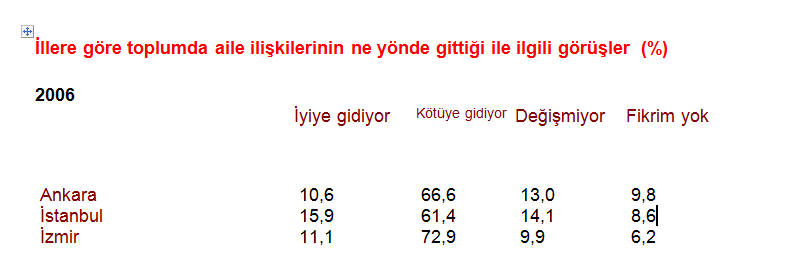 İllere göre toplumda aile ilişkilerinin ne yönde gittiği ile ilgili görüşler (%)
2006
İyiye gidiyor Kötüye gidiyor Değişmiyor Fikrim yok
Ankara 10,6 66,6 13,0 9,8
İstanbul 15,9 61,4 14,1 8,6
İzmir 11,1 72,9 9,9 6,2